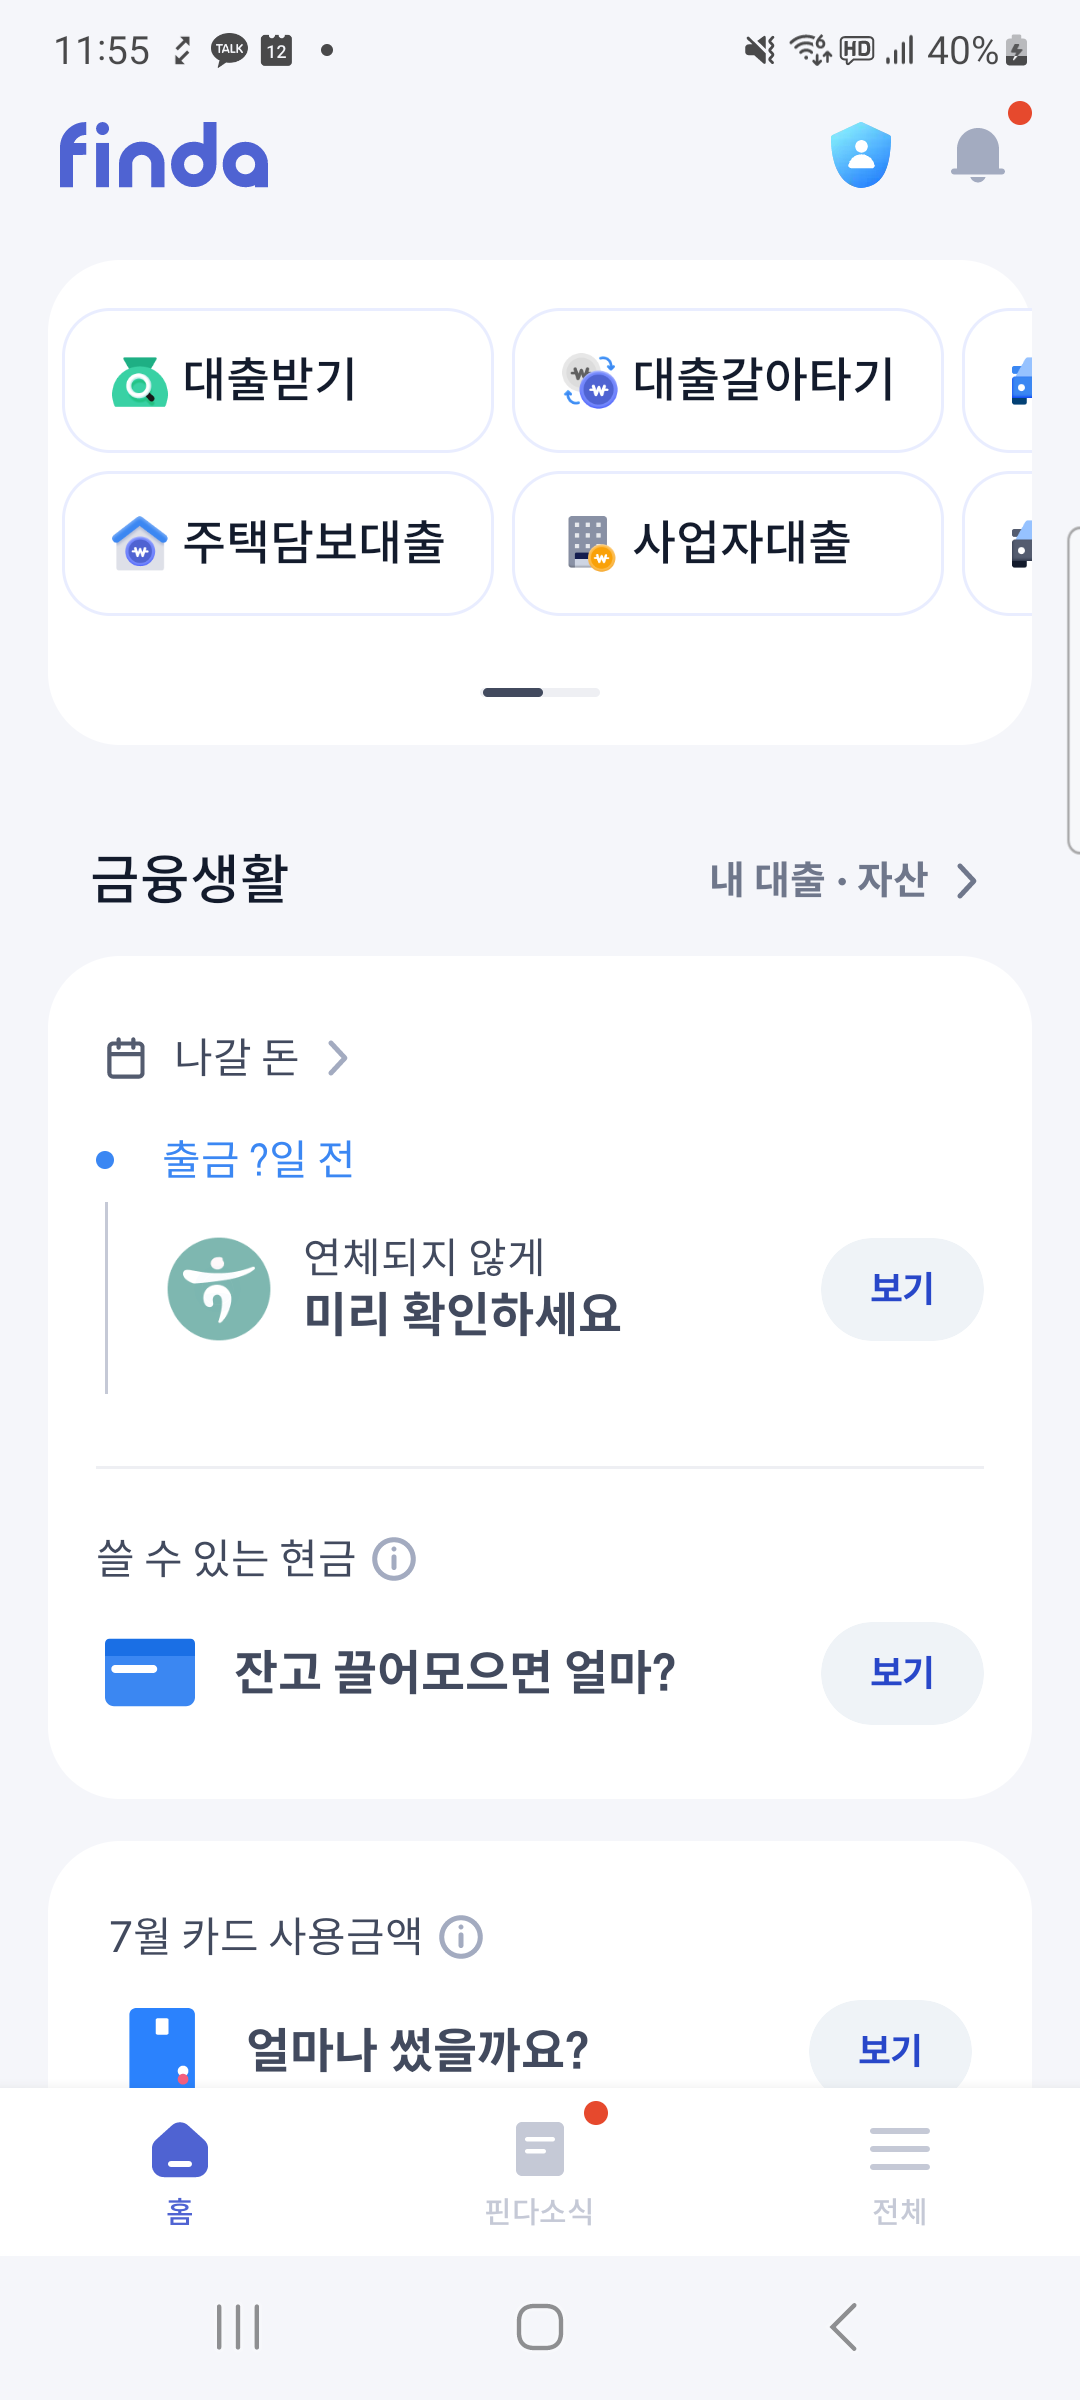 11:55 TALK 12 6 HD 40%
finda
대출받기 대출갈아타기
주택담보대출 사업자대출
금융생활 내 대출 · 자산
나갈 돈
출금 ?일 전
연체되지 않게
미리 확인하세요 보기
쓸 수 있는 현금
잔고 끌어모으면 얼마? 보기
7월 카드 사용금액
얼마나 썼을까요? 보기
홈 핀다소식 전체